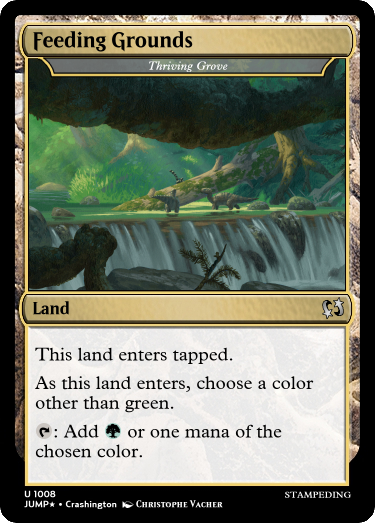 Feeding Grounds
Thriving Grove
Land
This land enters tapped.
As this land enters, choose a color
other than green.
: Add or one mana of the
chosen color.
U 1008
STAMPEDING
JUMP★ • Crashington Christophe Vacher